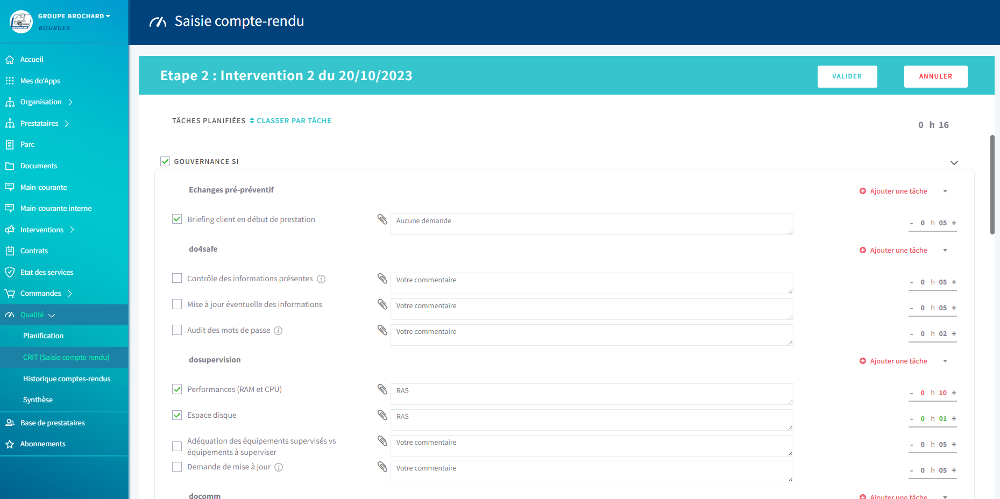 GROUPE BROCHARD
BOURGES
Accueil
Mes do'Apps
Organisation
Prestataires
Parc
Documents
Main-courante
Main-courante interne
Interventions
Contrats
Etat des services
Commandes
Qualité
Planification
CRIT (Saisie compte rendu)
Historique comptes-rendus
Synthèse
Base de prestataires
Abonnements
Saisie compte-rendu
Etape 2 : Intervention 2 du 20/10/2023
VALIDER
ANNULER
TÂCHES PLANIFIÉES CLASSER PAR TÂCHE
0 h 16
GOUVERNANCE SI
Echanges pré-préventif
Ajouter une tâche
Briefing client en début de prestation
Aucune demande
- 0 h 05 +
do4safe
Ajouter une tâche
Contrôle des informations présentes
Votre commentaire
- 0 h 05 +
Mise à jour éventuelle des informations
Votre commentaire
- 0 h 05 +
Audit des mots de passe
Votre commentaire
- 0 h 02 +
dosupervision
Ajouter une tâche
Performances (RAM et CPU)
RAS
- 0 h 10 +
Espace disque
RAS
- 0 h 01 +
Adéquation des équipements supervisés vs
équipements à superviser
Votre commentaire
- 0 h 05 +
Demande de mise à jour
Votre commentaire
- 0 h 05 +
docomm
Ajouter une tâche